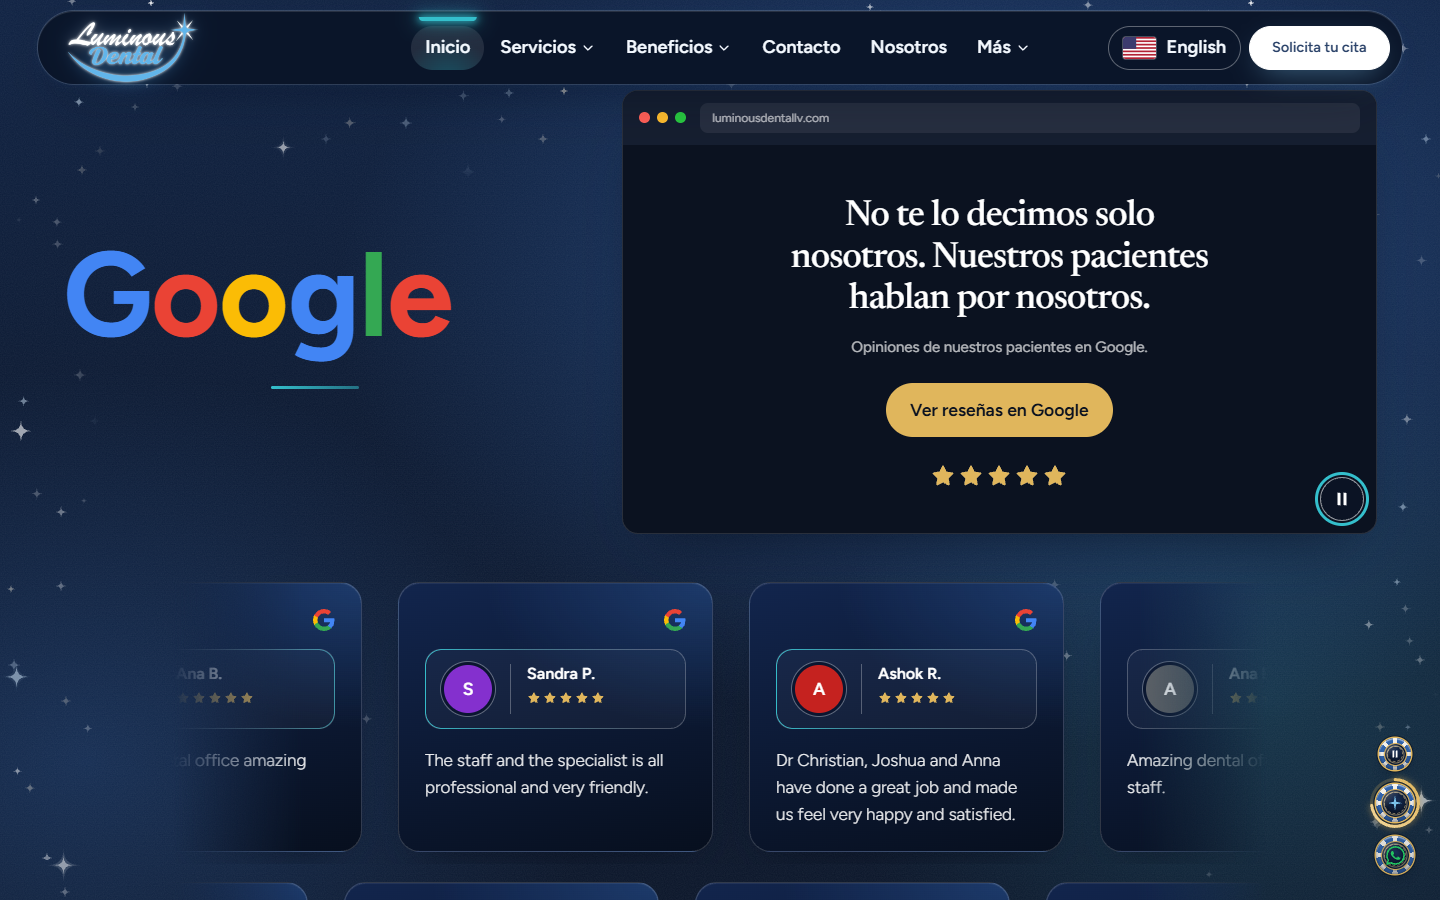 Luminous
Dental
Inicio
Servicios
Beneficios
Contacto
Nosotros
Más
English
Solicita tu cita
luminousdentallv.com
No te lo decimos solo
nosotros. Nuestros pacientes
hablan por nosotros.
Opiniones de nuestros pacientes en Google.
Ver reseñas en Google
Google
Ana B.
al office amazing
S
Sandra P.
The staff and the specialist is all
professional and very friendly.
A
Ashok R.
Dr Christian, Joshua and Anna
have done a great job and made
us feel very happy and satisfied.
A
Ana
Amazing dental of
staff.